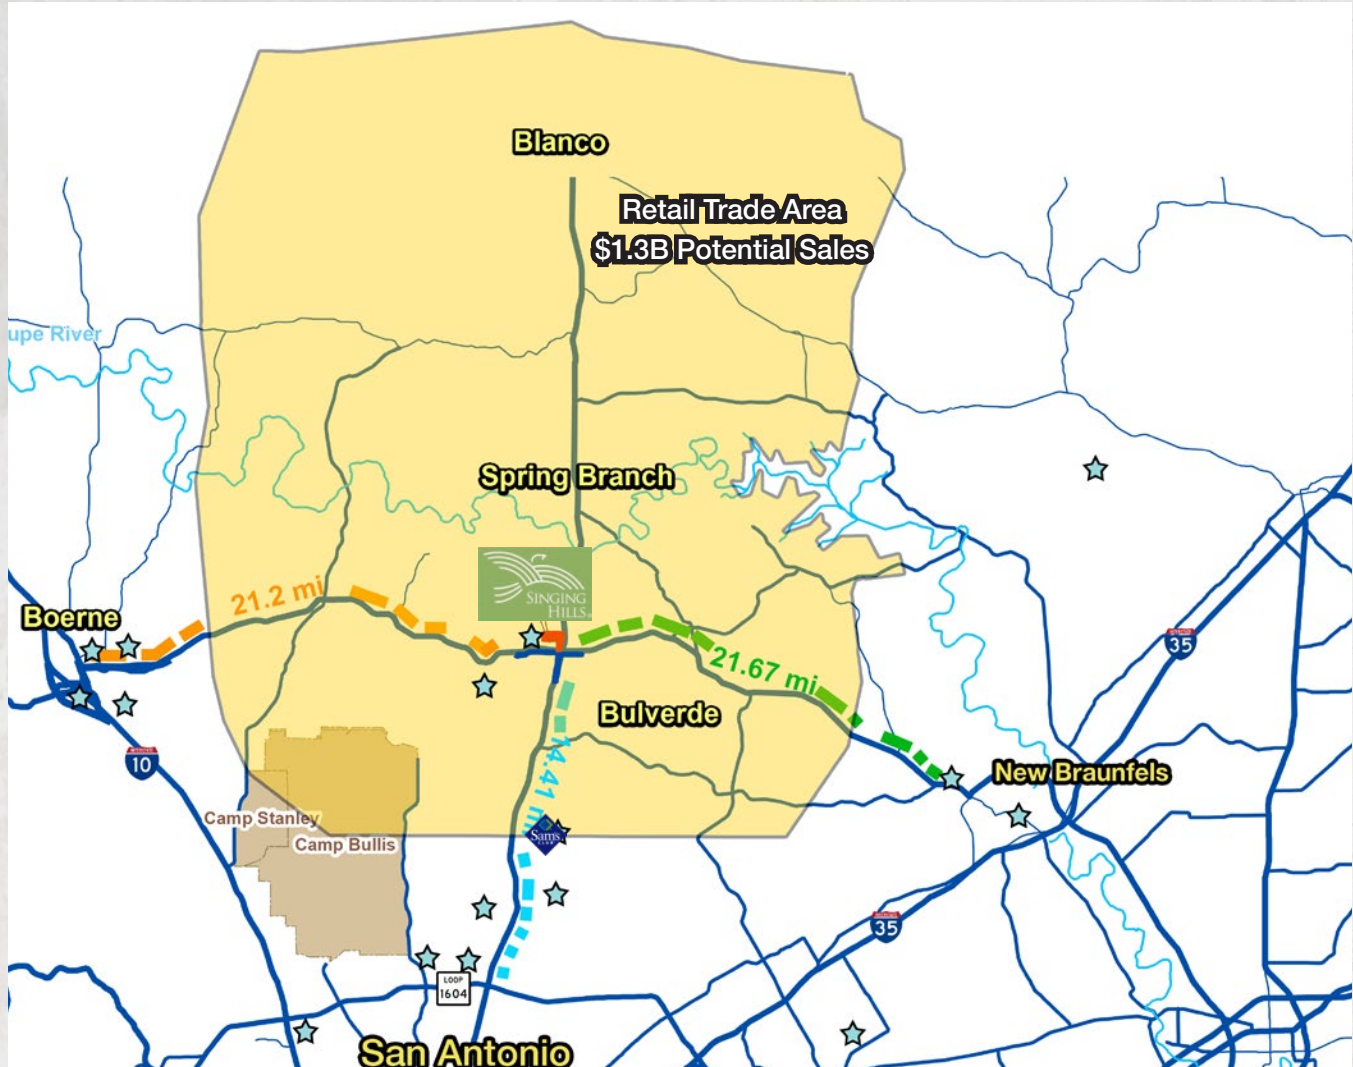 Blanco
Retail Trade Area
$1.3B Potential Sales
upe River
Spring Branch
SINGING
HILLS
21.2 mi
Boerne
21.67 mi
35
Bulverde
10
14.41 m
New Braunfels
Camp Stanley
Camp Bullis
Sam's
CLUB
35
LOOP
1604
San Antonio